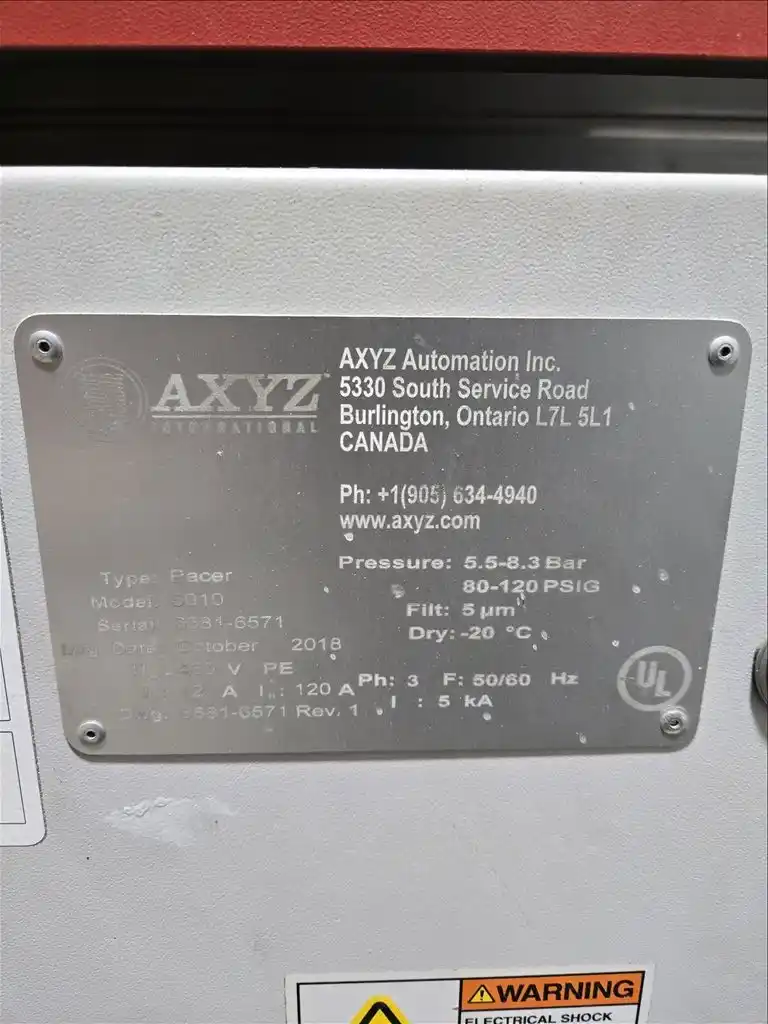 AXYZ
INTERNATIONAL
AXYZ Automation Inc.
5330 South Service Road
Burlington, Ontario L7L 5L1
CANADA
Ph: +1(905) 634-4940
www.axyz.com
Pressure: 5.5-8.3 Bar
80-120 PSIG
Filt: 5 µm
Dry: -20 °C
Type: Pacer
Model:
Serial:
Date: October 2018
V PE
A 120 A Ph: 3 F: 50/60 Hz
Rev. 1 I : 5 kA
UL
WARNING
ELECTRICAL SHOCK